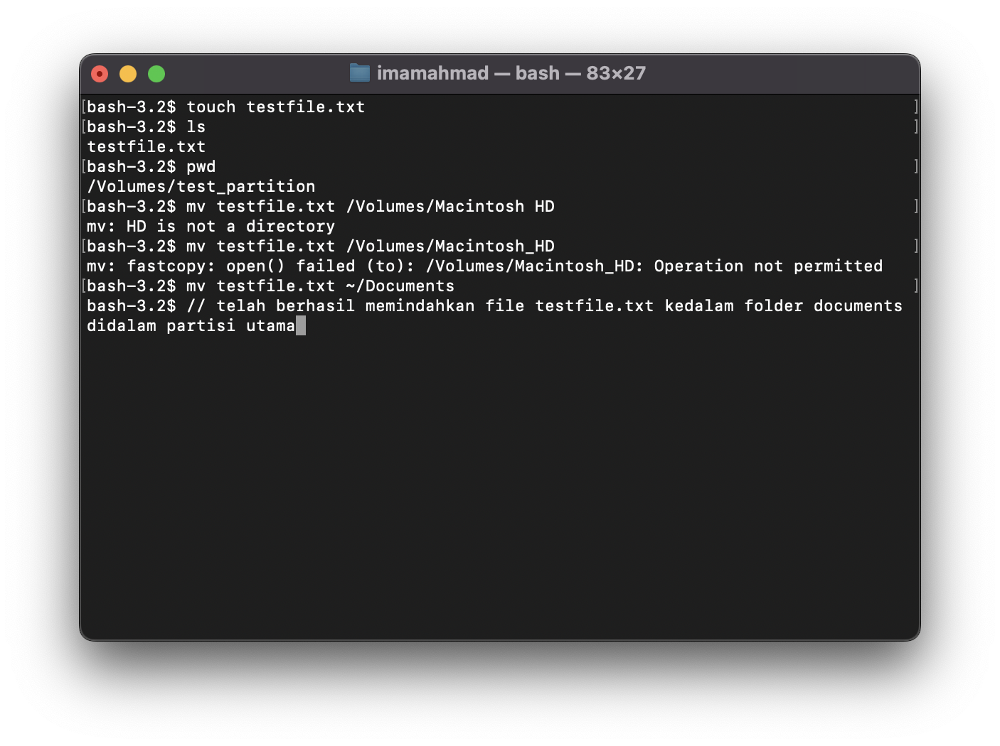 imamahmad — bash — 83×27
[bash-3.2$ touch testfile.txt ]
[bash-3.2$ ls ]
testfile.txt
[bash-3.2$ pwd ]
/Volumes/test_partition
[bash-3.2$ mv testfile.txt /Volumes/Macintosh HD ]
mv: HD is not a directory
[bash-3.2$ mv testfile.txt /Volumes/Macintosh_HD ]
mv: fastcopy: open() failed (to): /Volumes/Macintosh_HD: Operation not permitted
[bash-3.2$ mv testfile.txt ~/Documents ]
bash-3.2$ // telah berhasil memindahkan file testfile.txt kedalam folder documents
didalam partisi utama